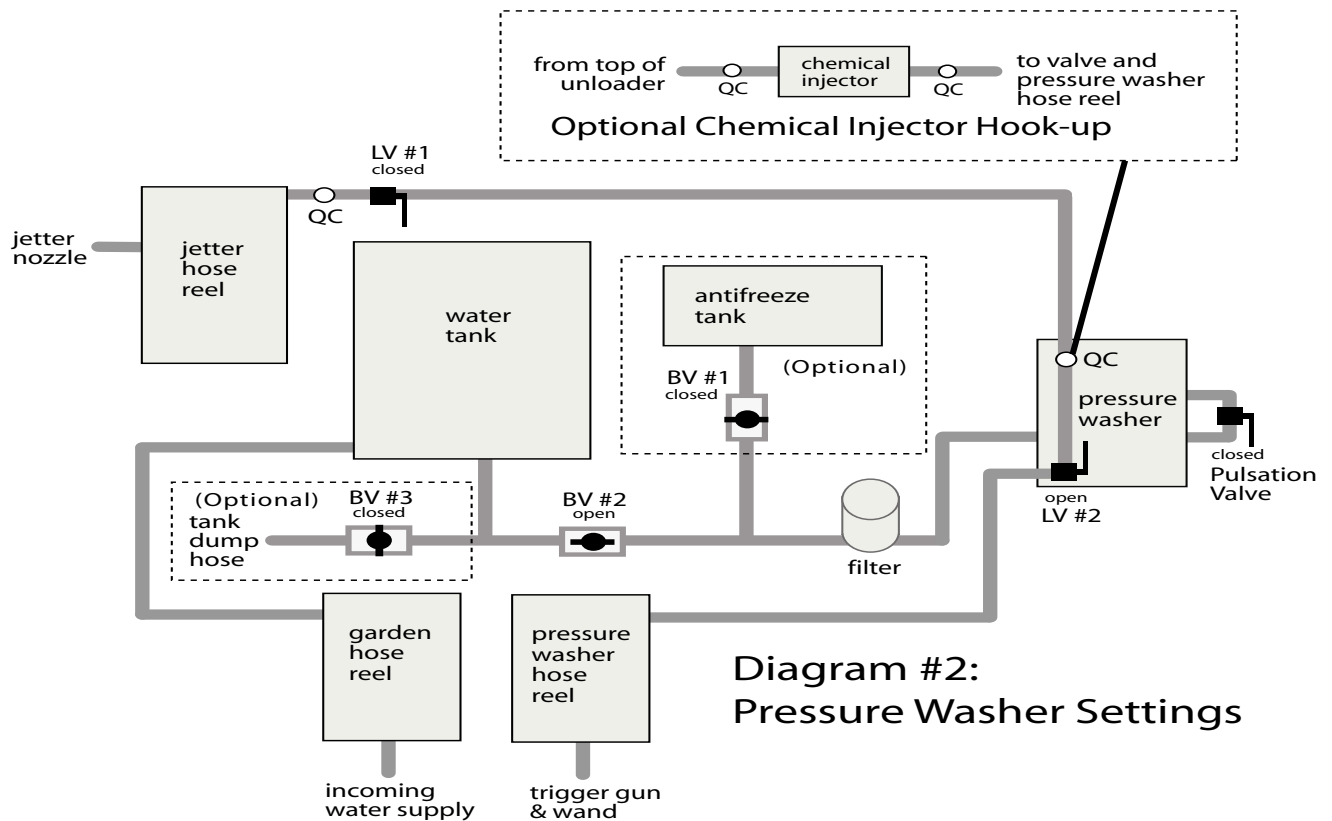 from top of
unloader
QC
chemical
injector
QC
to valve and
pressure washer
hose reel
Optional Chemical Injector Hook-up
LV #1
closed
QC
jetter
nozzle
jetter
hose
reel
water
tank
antifreeze
tank
(Optional)
BV #1
closed
QC
pressure
washer
closed
Pulsation
Valve
open
LV #2
(Optional)
tank
dump
hose
BV #3
closed
BV #2
open
filter
garden
hose
reel
pressure
washer
hose
reel
Diagram #2:
Pressure Washer Settings
incoming
water supply
trigger gun
& wand